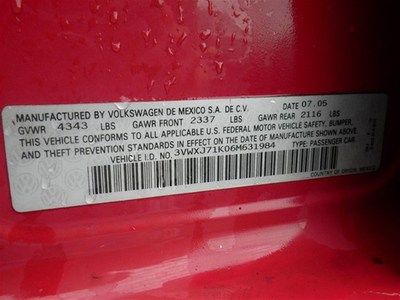 MANUFACTURED BY VOLKSWAGEN DE MEXICO S.A. DE C.V. DATE 07.05
GVWR 4343 LBS GAWR FRONT 2337 LBS GAWR REAR 2116 LBS
THIS VEHICLE CONFORMS TO ALL APPLICABLE U.S. FEDERAL MOTOR VEHICLE SAFETY, BUMPER,
AND THEFT PREVENTION STANDARDS IN EFFECT ON THE DATE OF MANUFACTURE SHOWN ABOVE
VEHICLE I.D. NO.: 3VWXJ71K06M631984 TYPE: PASSENGER CAR
COUNTRY OF ORIGIN: MEXICO